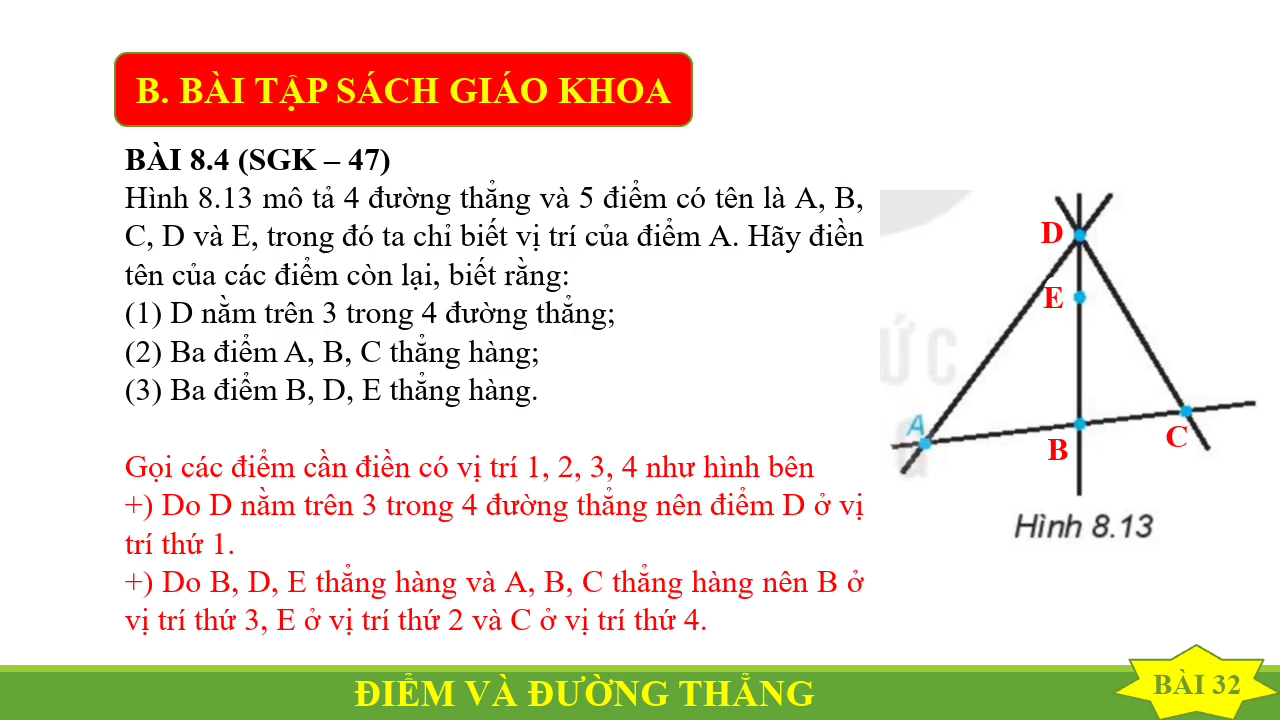 B. BÀI TẬP SÁCH GIÁO KHOA
BÀI 8.4 (SGK – 47)
Hình 8.13 mô tả 4 đường thẳng và 5 điểm có tên là A, B,
C, D và E, trong đó ta chỉ biết vị trí của điểm A. Hãy điền
tên của các điểm còn lại, biết rằng:
(1) D nằm trên 3 trong 4 đường thẳng;
(2) Ba điểm A, B, C thẳng hàng;
(3) Ba điểm B, D, E thẳng hàng.
Gọi các điểm cần điền có vị trí 1, 2, 3, 4 như hình bên
+) Do D nằm trên 3 trong 4 đường thẳng nên điểm D ở vị
trí thứ 1.
+) Do B, D, E thẳng hàng và A, B, C thẳng hàng nên B ở
vị trí thứ 3, E ở vị trí thứ 2 và C ở vị trí thứ 4.
D
E
ỨC
A
B
C
Hình 8.13
ĐIỂM VÀ ĐƯỜNG THẲNG
BÀI 32